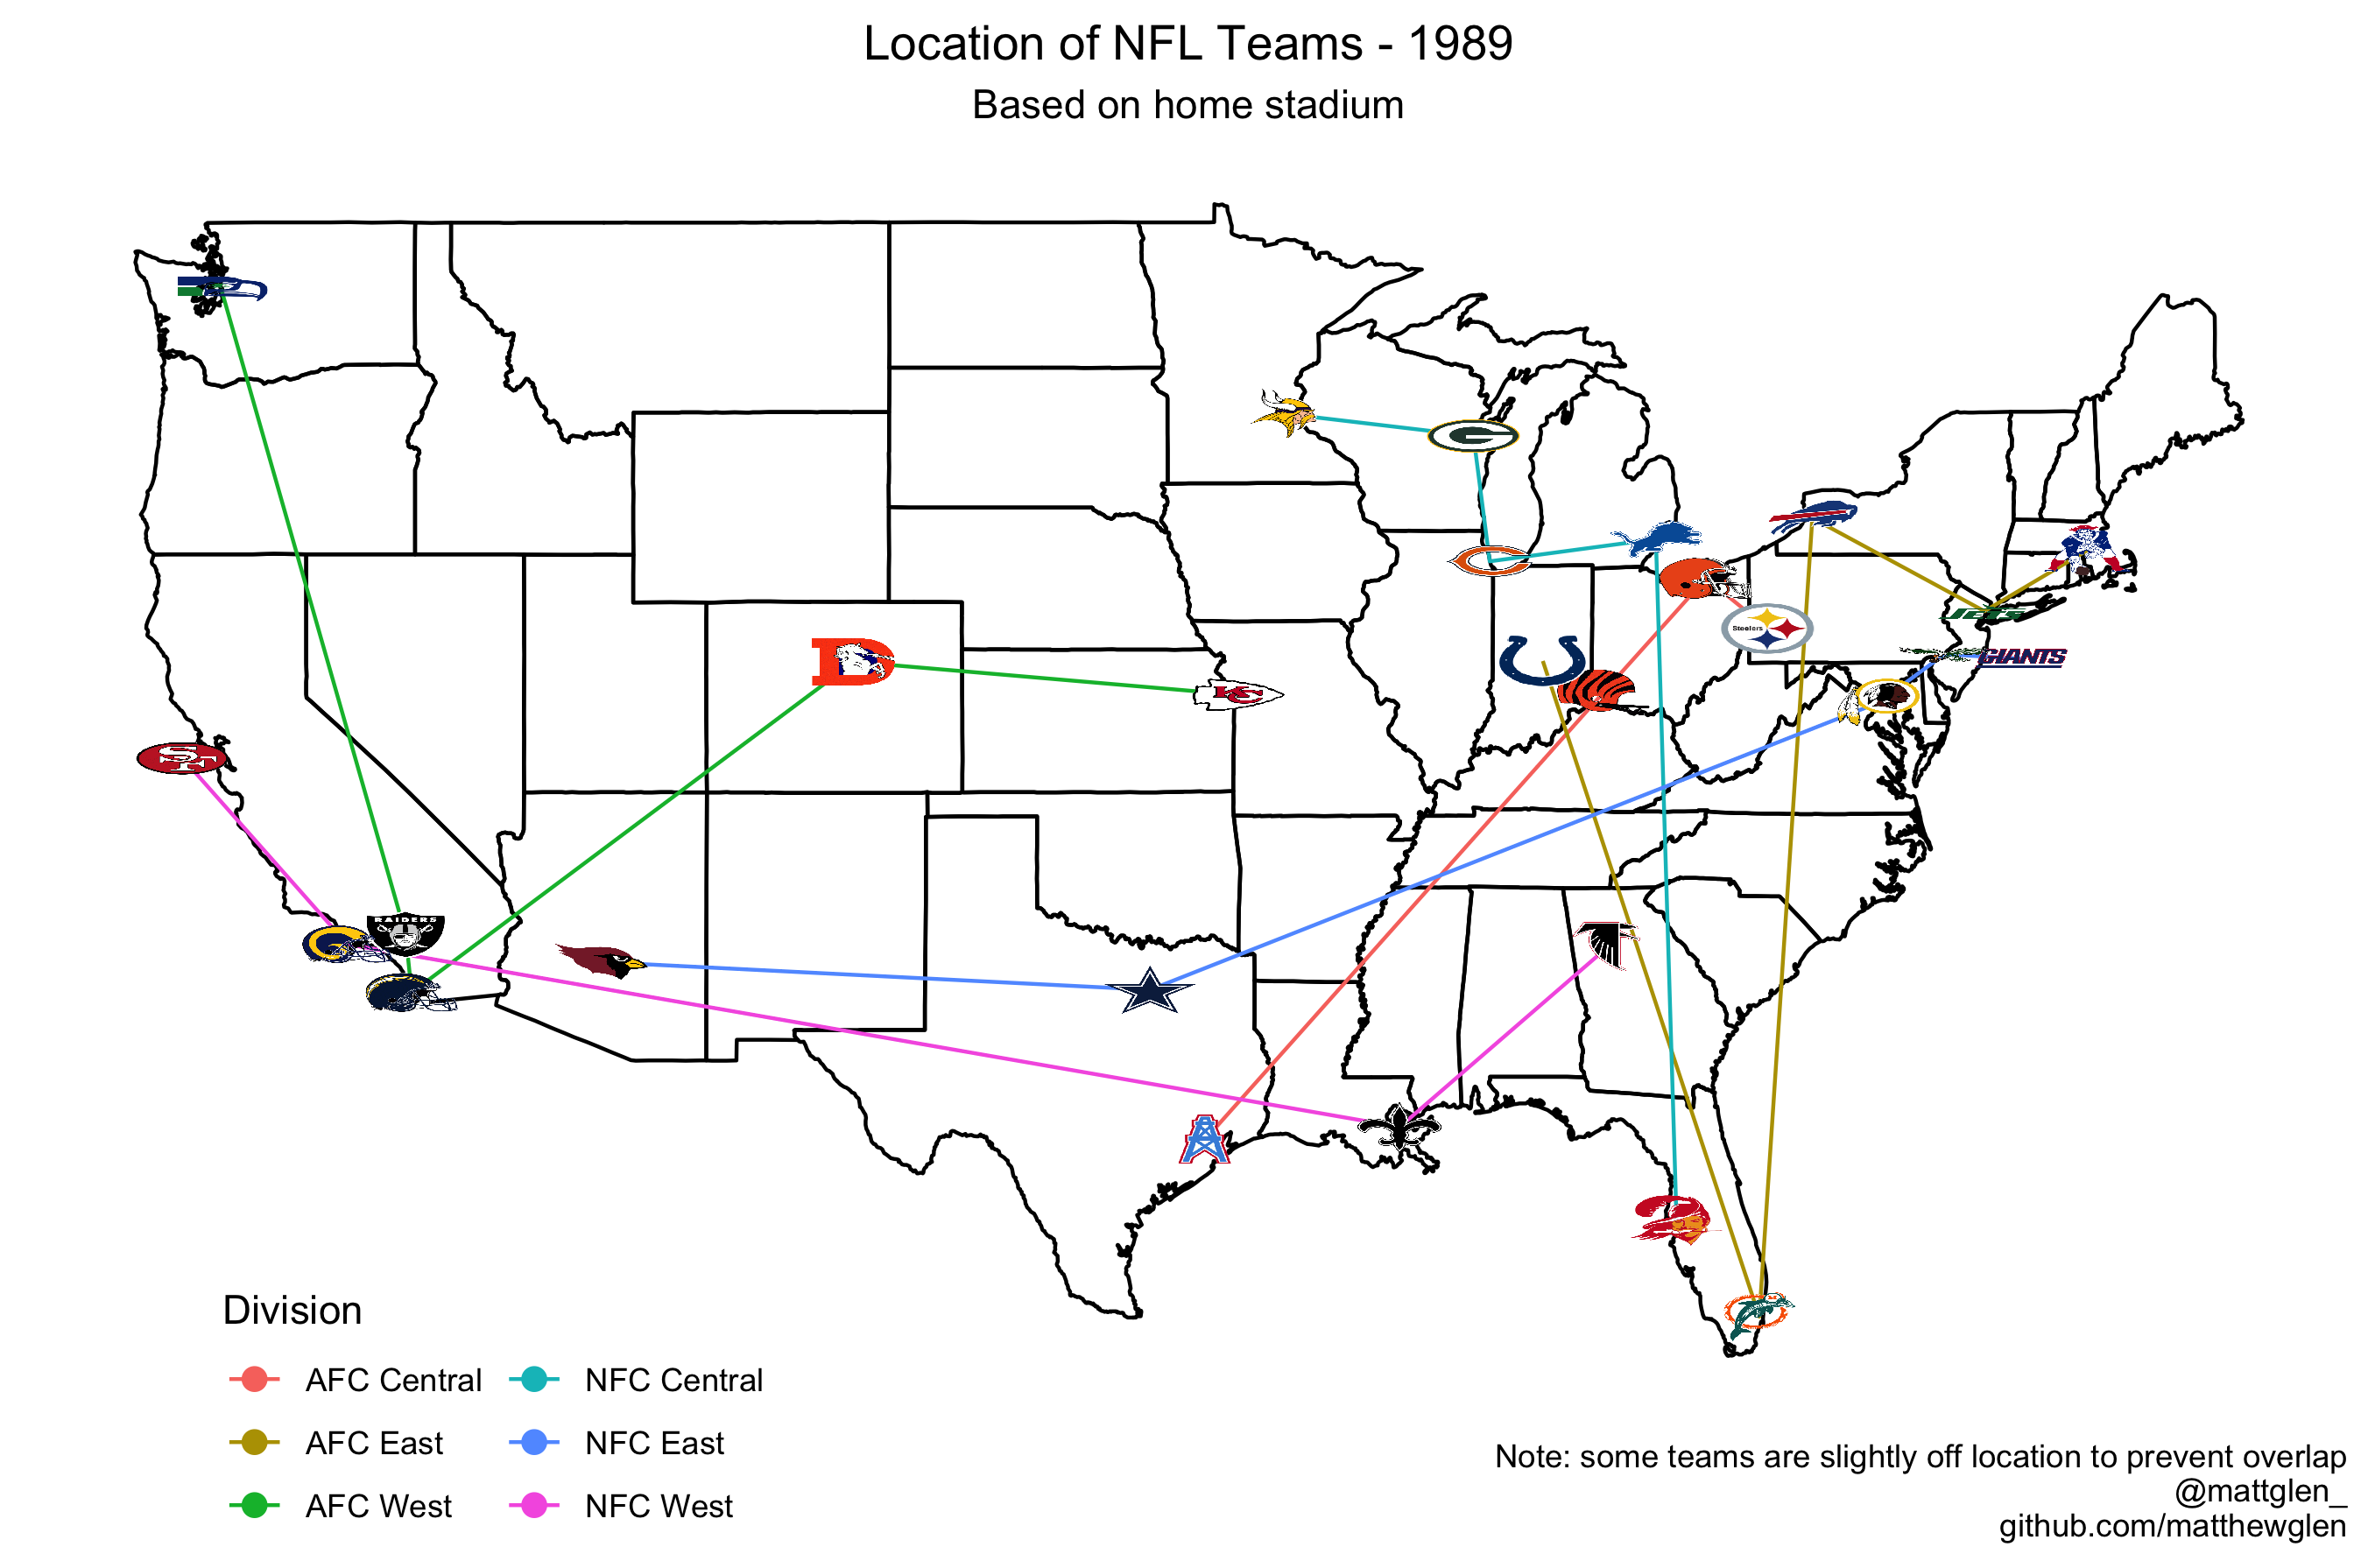 Location of NFL Teams - 1989
Based on home stadium
Steelers
JETS
GIANTS
SF
KC
RAIDERS
Division
AFC Central
NFC Central
AFC East
NFC East
AFC West
NFC West
Note: some teams are slightly off location to prevent overlap
@mattglen_
github.com/matthewglen